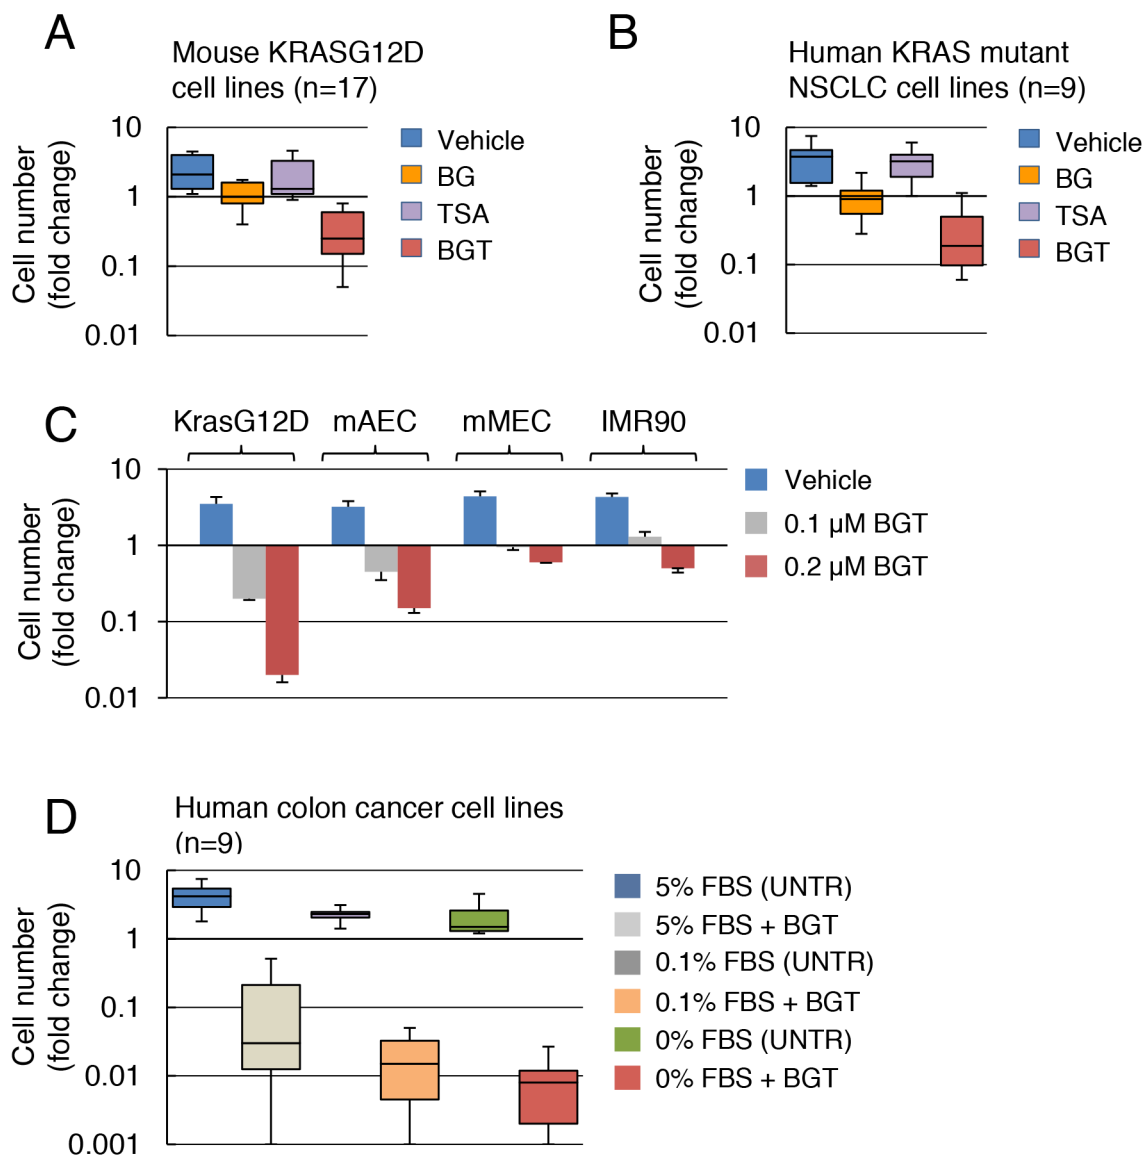 A
Mouse KRASG12D
cell lines (n=17)
Cell number
(fold change)
10
1
0.1
0.01
Vehicle
BG
TSA
BGT
B
Human KRAS mutant
NSCLC cell lines (n=9)
Cell number
(fold change)
10
1
0.1
0.01
Vehicle
BG
TSA
BGT
C
KrasG12D mAEC mMEC IMR90
Cell number
(fold change)
10
1
0.1
0.01
Vehicle
0.1 µM BGT
0.2 µM BGT
D
Human colon cancer cell lines
(n=9)
Cell number
(fold change)
10
1
0.1
0.01
0.001
5% FBS (UNTR)
5% FBS + BGT
0.1% FBS (UNTR)
0.1% FBS + BGT
0% FBS (UNTR)
0% FBS + BGT